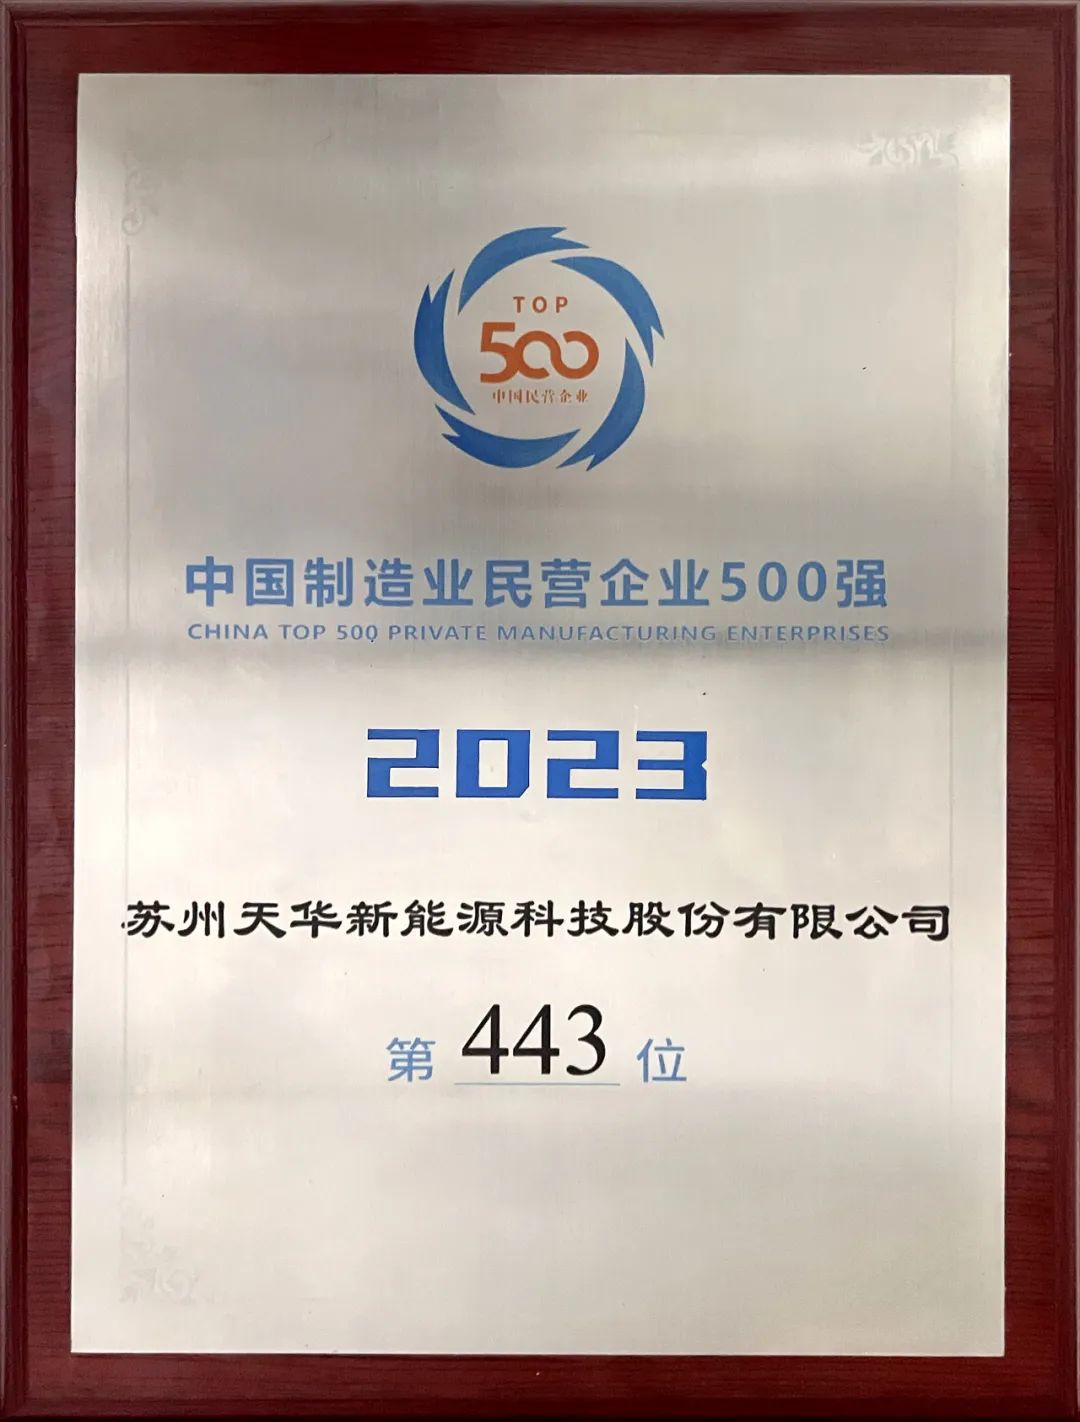 TOP
500
中国民营企业
中国制造业民营企业500强
CHINA TOP 500 PRIVATE MANUFACTURING ENTERPRISES
2023
苏州天华新能源科技股份有限公司
第 443 位